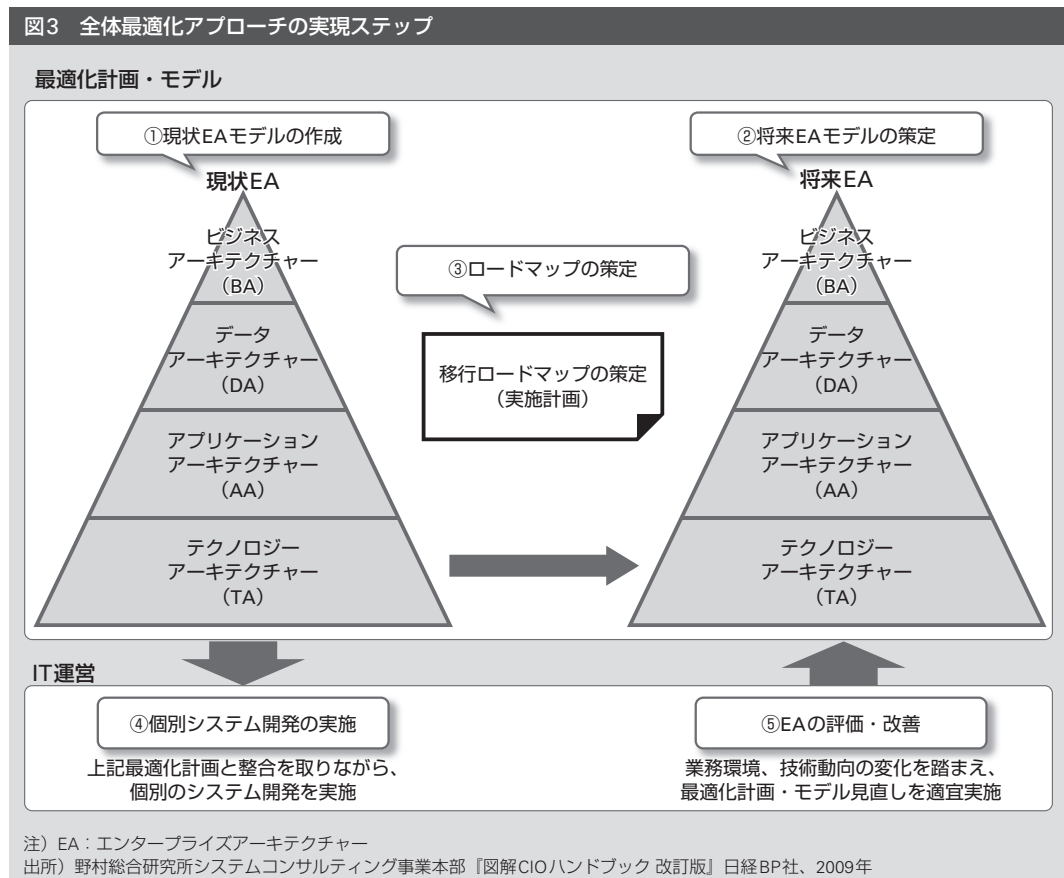 図3 全体最適化アプローチの実現ステップ
最適化計画・モデル
①現状EAモデルの作成
現状EA
ビジネス
アーキテクチャー
（BA）
データ
アーキテクチャー
（DA）
アプリケーション
アーキテクチャー
（AA）
テクノロジー
アーキテクチャー
（TA）
③ロードマップの策定
移行ロードマップの策定
（実施計画）
②将来EAモデルの策定
将来EA
ビジネス
アーキテクチャー
（BA）
データ
アーキテクチャー
（DA）
アプリケーション
アーキテクチャー
（AA）
テクノロジー
アーキテクチャー
（TA）
IT運営
④個別システム開発の実施
上記最適化計画と整合を取りながら、
個別のシステム開発を実施
⑤EAの評価・改善
業務環境、技術動向の変化を踏まえ、
最適化計画・モデル見直しを適宜実施
注）EA：エンタープライズアーキテクチャー
出所）野村総合研究所システムコンサルティング事業本部『図解CIOハンドブック 改訂版』日経BP社、2009年